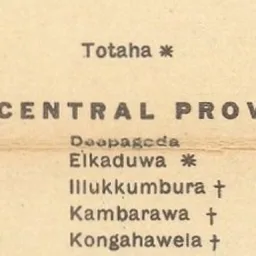 Totaha *
CENTRAL PROV
Deepagoda
Elkaduwa *
Illukkumbura †
Kambarawa †
Kongahawela †